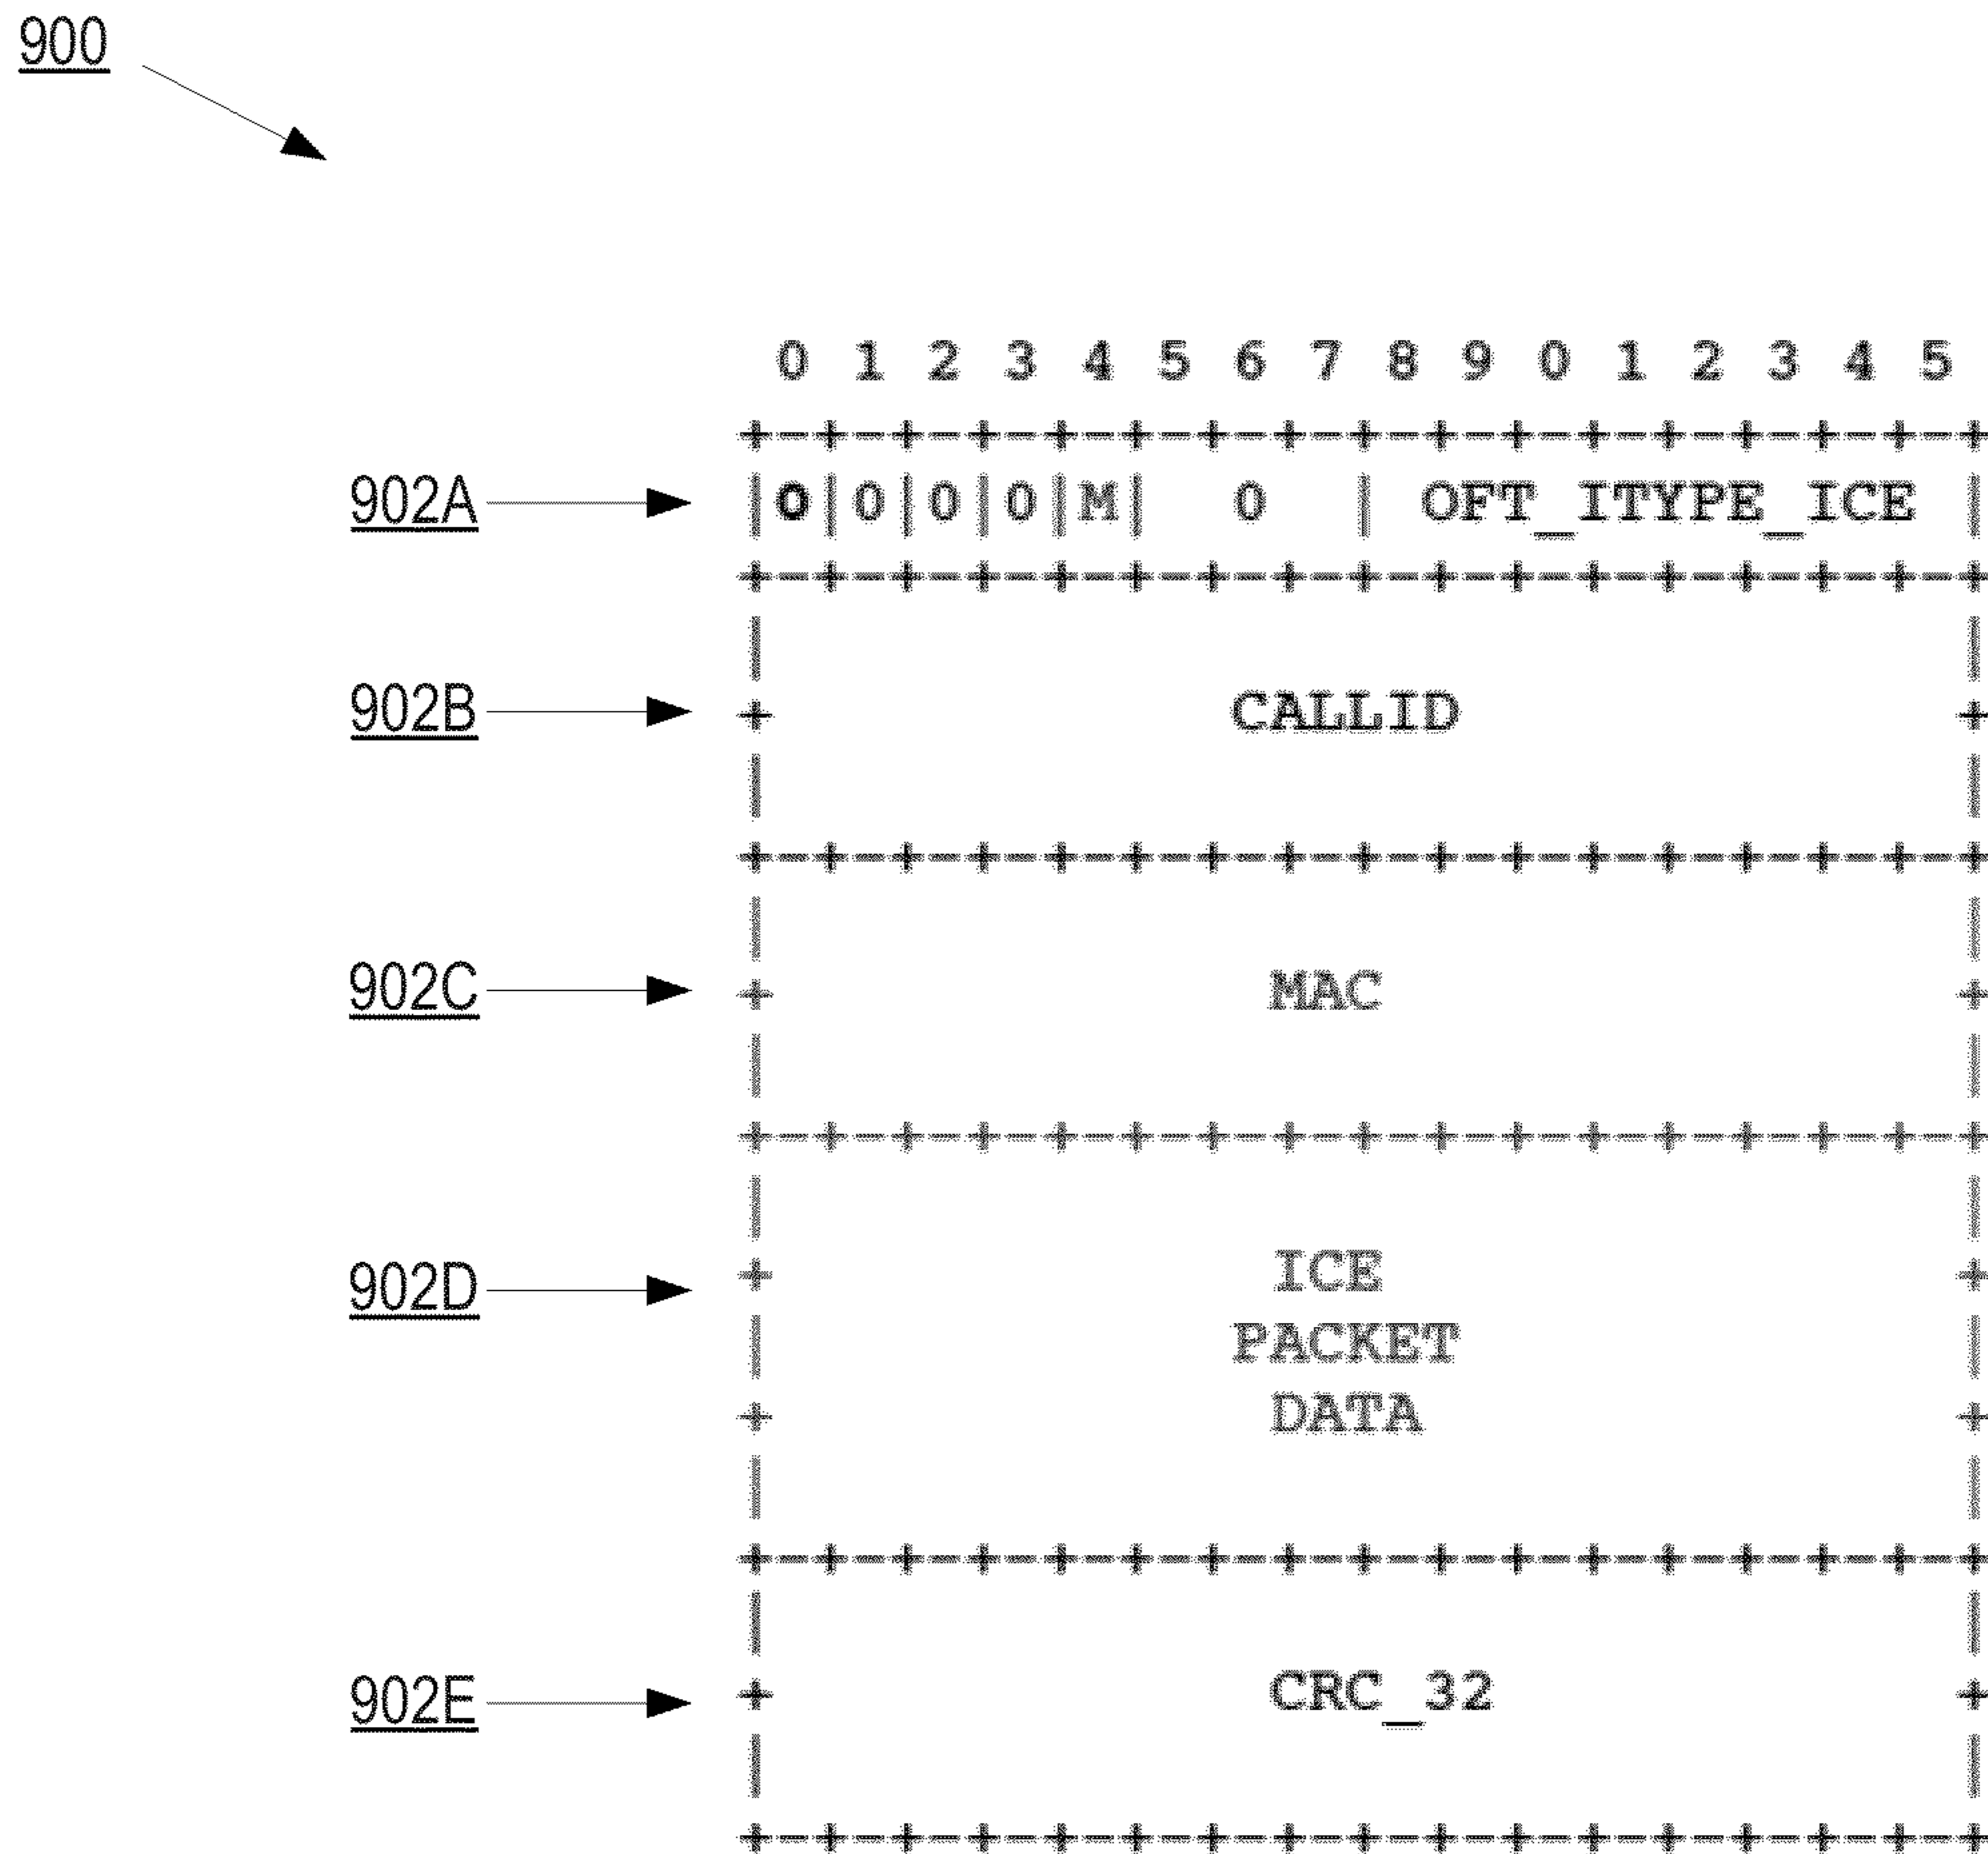 900
0 1 2 3 4 5 6 7 8 9 0 1 2 3 4 5
+-+-+-+-+-+-+-+-+-+-+-+-+-+-+-+-+
902A |0|0|0|0|M| 0 | OFT_ITYPE_ICE |
+-+-+-+-+-+-+-+-+-+-+-+-+-+-+-+-+
| |
902B + CALLID +
| |
+-+-+-+-+-+-+-+-+-+-+-+-+-+-+-+-+
| |
902C + MAC +
| |
+-+-+-+-+-+-+-+-+-+-+-+-+-+-+-+-+
| |
902D + ICE +
| PACKET |
+ DATA +
| |
+-+-+-+-+-+-+-+-+-+-+-+-+-+-+-+-+
| |
902E + CRC_32 +
| |
+-+-+-+-+-+-+-+-+-+-+-+-+-+-+-+-+